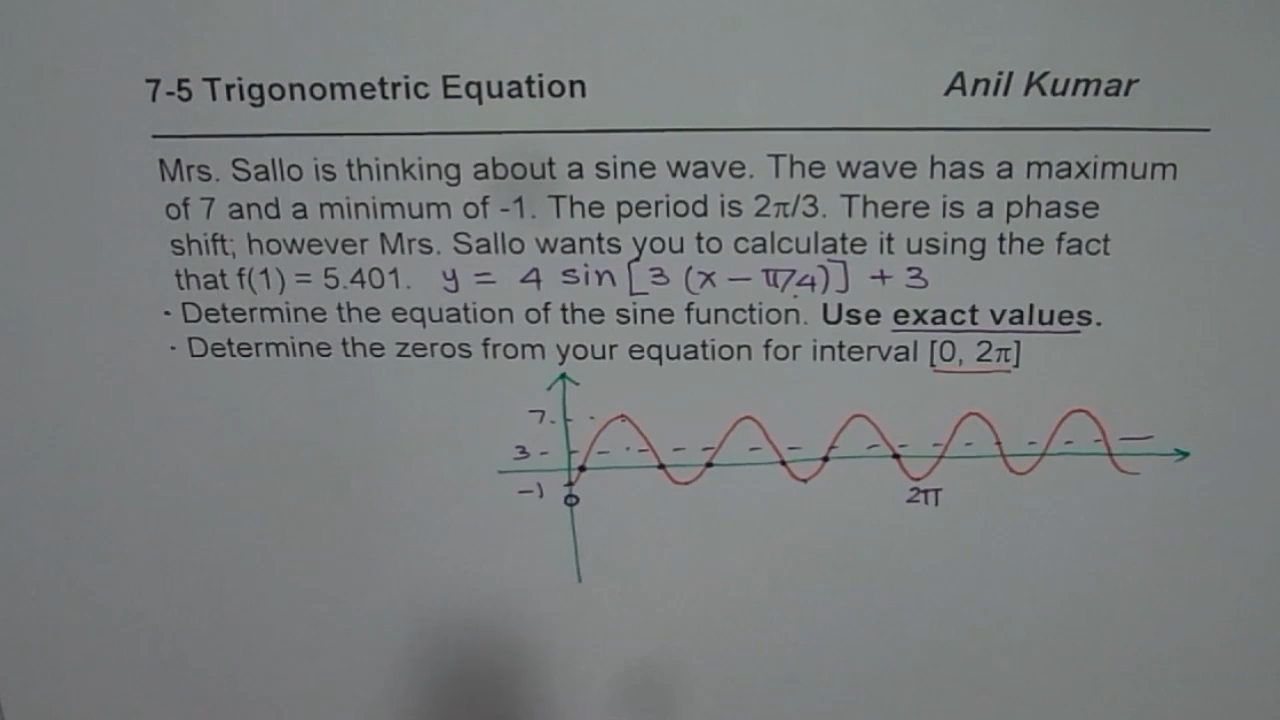 7-5 Trigonometric Equation
Anil Kumar
Mrs. Sallo is thinking about a sine wave. The wave has a maximum
of 7 and a minimum of -1. The period is 2π/3. There is a phase
shift; however Mrs. Sallo wants you to calculate it using the fact
that f(1) = 5.401. y = 4 sin [3 (x – π/4)] + 3
· Determine the equation of the sine function. Use exact values.
· Determine the zeros from your equation for interval [0, 2π]
7
3
-1
0
2π